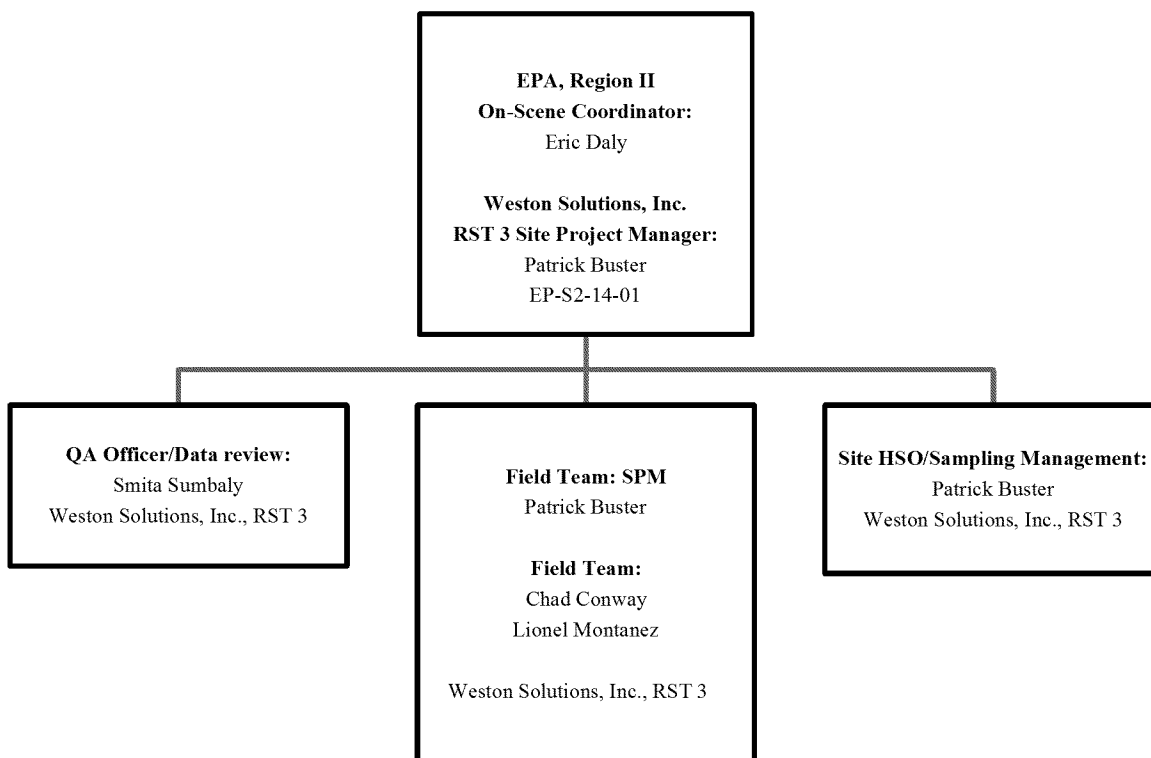 EPA, Region II
On-Scene Coordinator:
Eric Daly
Weston Solutions, Inc.
RST 3 Site Project Manager:
Patrick Buster
EP-S2-14-01
QA Officer/Data review:
Smita Sumbaly
Weston Solutions, Inc., RST 3
Field Team: SPM
Patrick Buster
Field Team:
Chad Conway
Lionel Montanez
Weston Solutions, Inc., RST 3
Site HSO/Sampling Management:
Patrick Buster
Weston Solutions, Inc., RST 3